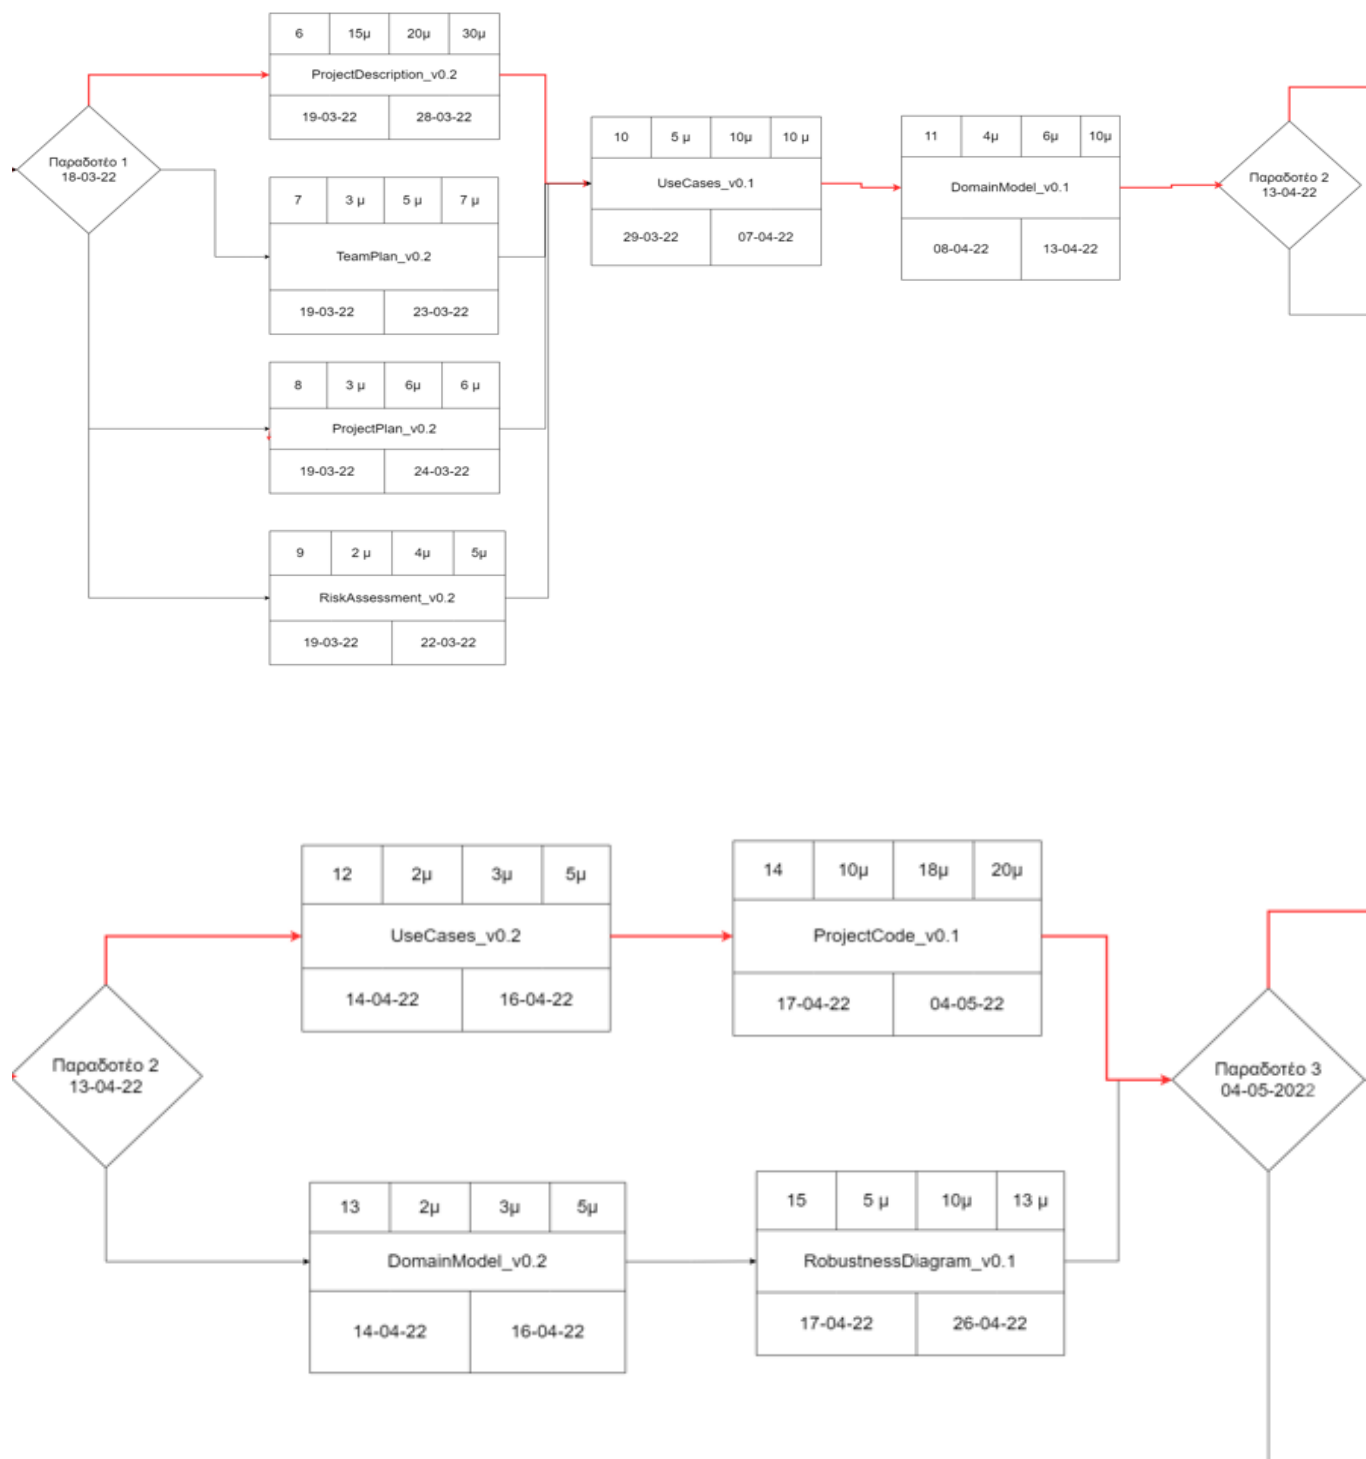 6 15μ 20μ 30μ
ProjectDescription_v0.2
19-03-22 28-03-22
Παραδοτέο 1
18-03-22
7 3 μ 5 μ 7 μ
TeamPlan_v0.2
19-03-22 23-03-22
8 3 μ 6μ 6 μ
ProjectPlan_v0.2
19-03-22 24-03-22
9 2 μ 4μ 5μ
RiskAssessment_v0.2
19-03-22 22-03-22
10 5 μ 10μ 10 μ
UseCases_v0.1
29-03-22 07-04-22
11 4μ 6μ 10μ
DomainModel_v0.1
08-04-22 13-04-22
Παραδοτέο 2
13-04-22
12 2μ 3μ 5μ
UseCases_v0.2
14-04-22 16-04-22
14 10μ 18μ 20μ
ProjectCode_v0.1
17-04-22 04-05-22
Παραδοτέο 2
13-04-22
Παραδοτέο 3
04-05-2022
13 2μ 3μ 5μ
DomainModel_v0.2
14-04-22 16-04-22
15 5 μ 10μ 13 μ
RobustnessDiagram_v0.1
17-04-22 26-04-22